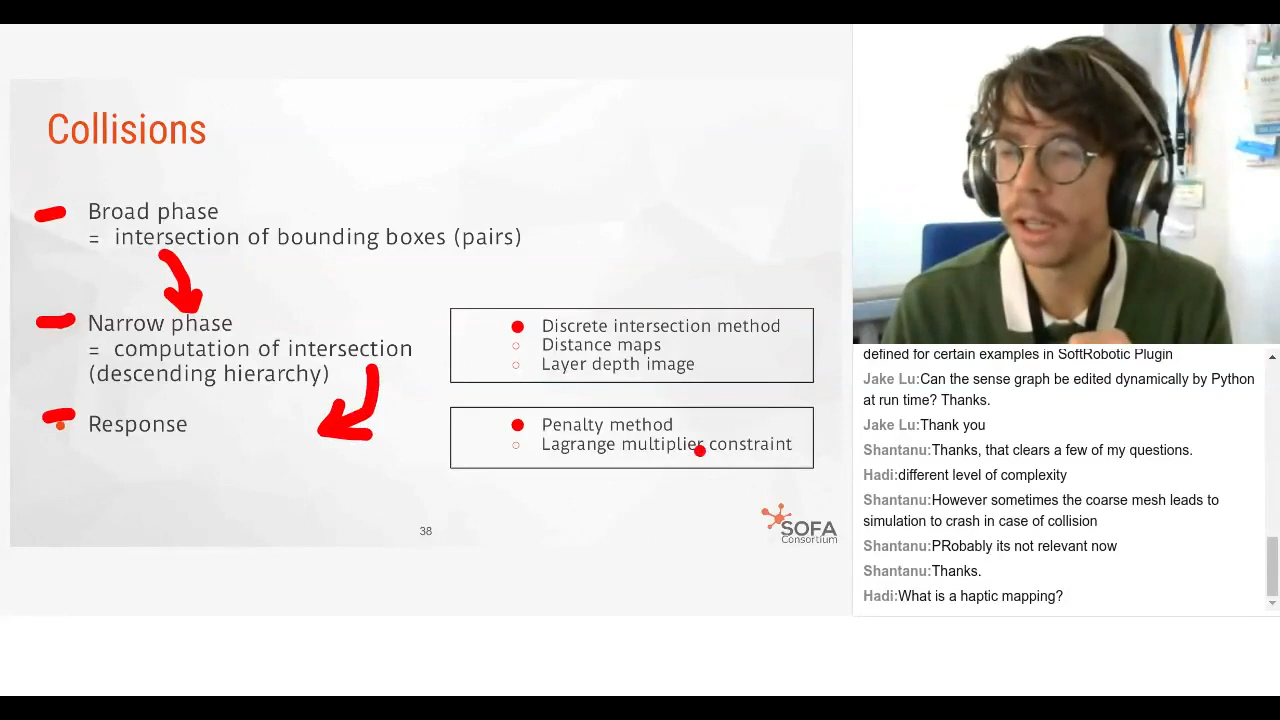 Collisions
Broad phase
= intersection of bounding boxes (pairs)
Narrow phase
= computation of intersection
(descending hierarchy)
Response
Discrete intersection method
Distance maps
Layer depth image
Penalty method
Lagrange multiplier constraint
38
SOFA
Consortium
defined for certain examples in SoftRobotic Plugin
Jake Lu:Can the sense graph be edited dynamically by Python
at run time? Thanks.
Jake Lu:Thank you
Shantanu:Thanks, that clears a few of my questions.
Hadi:different level of complexity
Shantanu:However sometimes the coarse mesh leads to
simulation to crash in case of collision
Shantanu:PRobably its not relevant now
Shantanu:Thanks.
Hadi:What is a haptic mapping?